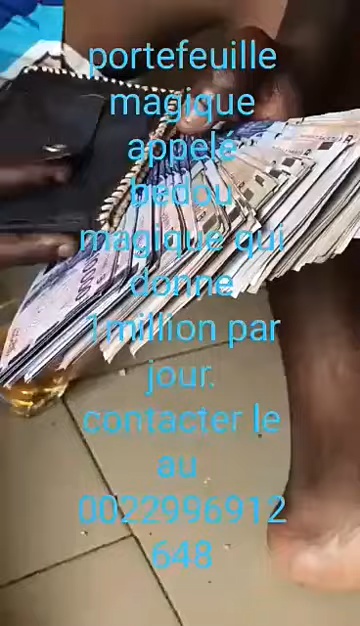 portefeuille
magique
appelé
bedou
magique qui
donne
1million par
jour.
contacter le
au
0022996912
648